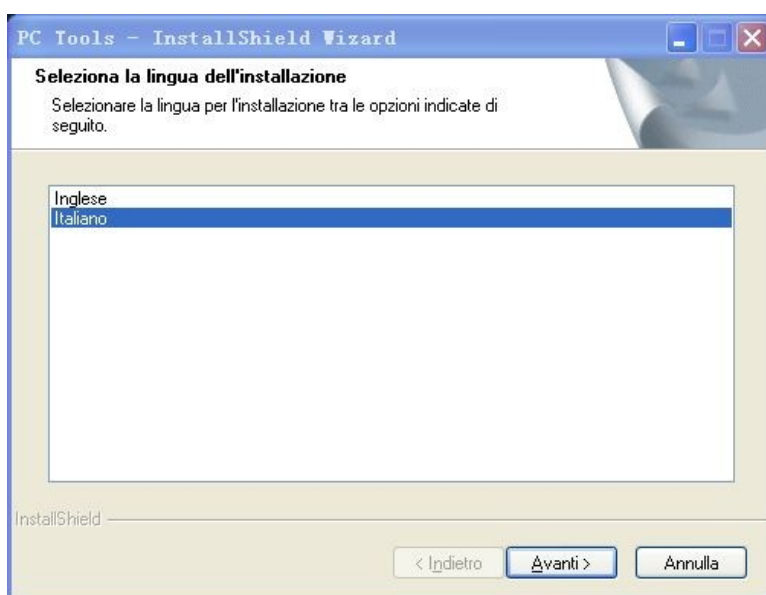 PC Tools - InstallShield Wizard
Seleziona la lingua dell'installazione
Selezionare la lingua per l'installazione tra le opzioni indicate di
seguito.
Inglese
Italiano
InstallShield
< Indietro Avanti > Annulla